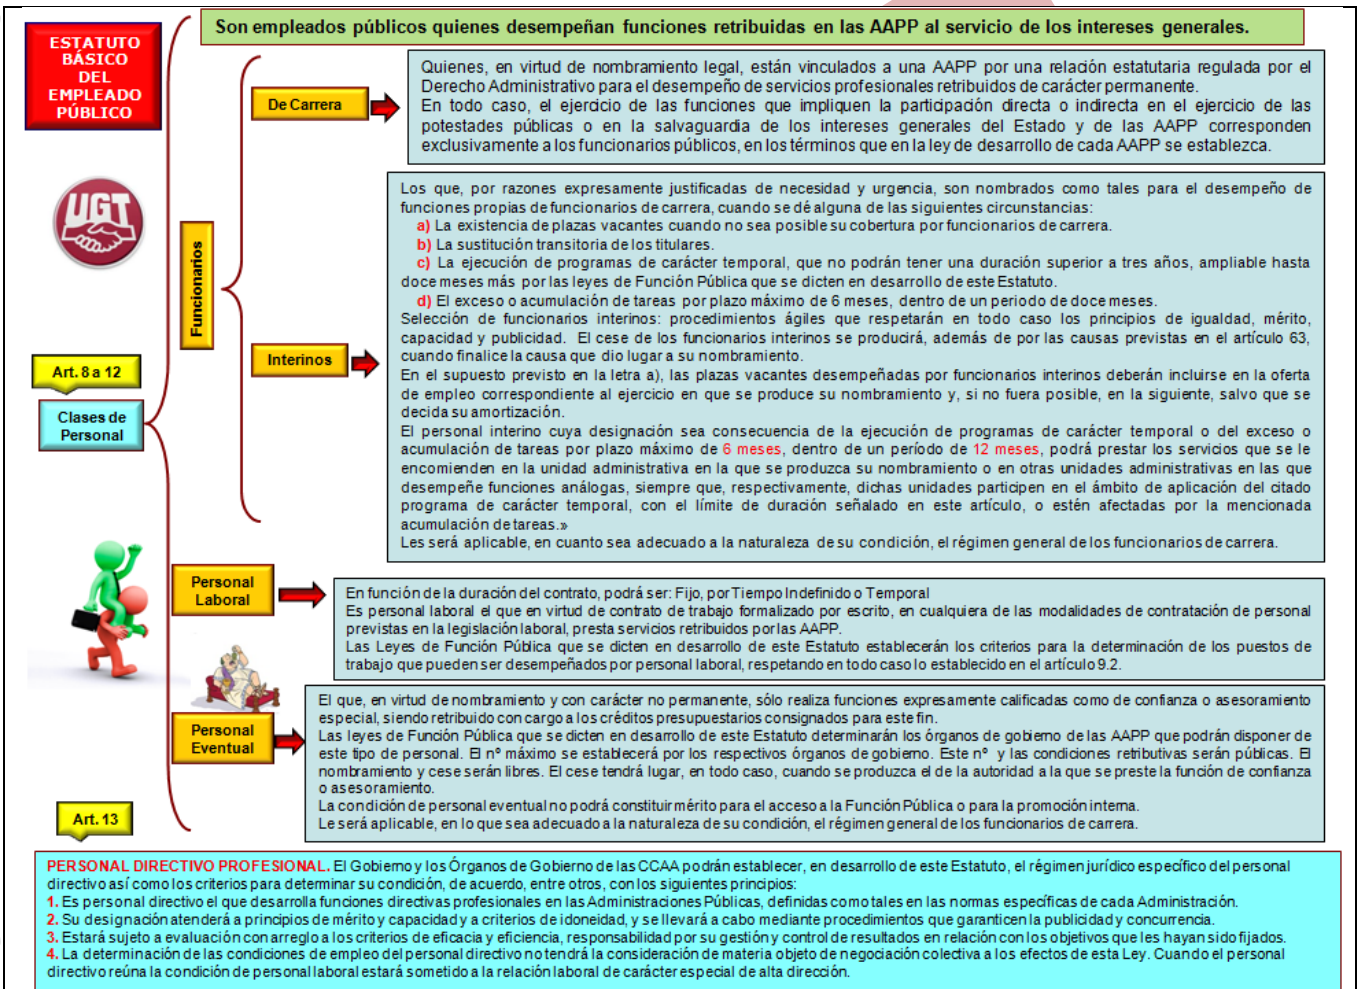 Son empleados públicos quienes desempeñan funciones retribuidas en las AAPP al servicio de los intereses generales.
ESTATUTO
BÁSICO
DEL
EMPLEADO
PÚBLICO
De Carrera
Quienes, en virtud de nombramiento legal, están vinculados a una AAPP por una relación estatutaria regulada por el
Derecho Administrativo para el desempeño de servicios profesionales retribuidos de carácter permanente.
En todo caso, el ejercicio de las funciones que impliquen la participación directa o indirecta en el ejercicio de las
potestades públicas o en la salvaguardia de los intereses generales del Estado y de las AAPP corresponden
exclusivamente a los funcionarios públicos, en los términos que en la ley de desarrollo de cada AAPP se establezca.
UGT
Funcionarios
Interinos
Los que, por razones expresamente justificadas de necesidad y urgencia, son nombrados como tales para el desempeño de
funciones propias de funcionarios de carrera, cuando se dé alguna de las siguientes circunstancias:
a) La existencia de plazas vacantes cuando no sea posible su cobertura por funcionarios de carrera.
b) La sustitución transitoria de los titulares.
c) La ejecución de programas de carácter temporal, que no podrán tener una duración superior a tres años, ampliable hasta
doce meses más por las leyes de Función Pública que se dicten en desarrollo de este Estatuto.
d) El exceso o acumulación de tareas por plazo máximo de 6 meses, dentro de un periodo de doce meses.
Selección de funcionarios interinos: procedimientos ágiles que respetarán en todo caso los principios de igualdad, mérito,
capacidad y publicidad. El cese de los funcionarios interinos se producirá, además de por las causas previstas en el artículo 63,
cuando finalice la causa que dio lugar a su nombramiento.
En el supuesto previsto en la letra a), las plazas vacantes desempeñadas por funcionarios interinos deberán incluirse en la oferta
de empleo correspondiente al ejercicio en que se produce su nombramiento y, si no fuera posible, en la siguiente, salvo que se
decida su amortización.
El personal interino cuya designación sea consecuencia de la ejecución de programas de carácter temporal o del exceso o
acumulación de tareas por plazo máximo de 6 meses, dentro de un período de 12 meses, podrá prestar los servicios que se le
encomienden en la unidad administrativa en la que se produzca su nombramiento o en otras unidades administrativas en las que
desempeñe funciones análogas, siempre que, respectivamente, dichas unidades participen en el ámbito de aplicación del citado
programa de carácter temporal, con el límite de duración señalado en este artículo, o estén afectadas por la mencionada
acumulación de tareas.»
Les será aplicable, en cuanto sea adecuado a la naturaleza de su condición, el régimen general de los funcionarios de carrera.
Art. 8 a 12
Clases de
Personal
Personal
Laboral
En función de la duración del contrato, podrá ser: Fijo, por Tiempo Indefinido o Temporal
Es personal laboral el que en virtud de contrato de trabajo formalizado por escrito, en cualquiera de las modalidades de contratación de personal
previstas en la legislación laboral, presta servicios retribuidos por las AAPP.
Las Leyes de Función Pública que se dicten en desarrollo de este Estatuto establecerán los criterios para la determinación de los puestos de
trabajo que pueden ser desempeñados por personal laboral, respetando en todo caso lo establecido en el artículo 9.2.
Personal
Eventual
El que, en virtud de nombramiento y con carácter no permanente, sólo realiza funciones expresamente calificadas como de confianza o asesoramiento
especial, siendo retribuido con cargo a los créditos presupuestarios consignados para este fin.
Las leyes de Función Pública que se dicten en desarrollo de este Estatuto determinarán los órganos de gobierno de las AAPP que podrán disponer de
este tipo de personal. El nº máximo se establecerá por los respectivos órganos de gobierno. Este nº y las condiciones retributivas serán públicas. El
nombramiento y cese serán libres. El cese tendrá lugar, en todo caso, cuando se produzca el de la autoridad a la que se preste la función de confianza
o asesoramiento.
La condición de personal eventual no podrá constituir mérito para el acceso a la Función Pública o para la promoción interna.
Le será aplicable, en lo que sea adecuado a la naturaleza de su condición, el régimen general de los funcionarios de carrera.
Art. 13
PERSONAL DIRECTIVO PROFESIONAL. El Gobierno y los Órganos de Gobierno de las CCAA podrán establecer, en desarrollo de este Estatuto, el régimen jurídico específico del personal
directivo así como los criterios para determinar su condición, de acuerdo, entre otros, con los siguientes principios:
1. Es personal directivo el que desarrolla funciones directivas profesionales en las Administraciones Públicas, definidas como tales en las normas específicas de cada Administración.
2. Su designación atenderá a principios de mérito y capacidad y a criterios de idoneidad, y se llevará a cabo mediante procedimientos que garanticen la publicidad y concurrencia.
3. Estará sujeto a evaluación con arreglo a los criterios de eficacia y eficiencia, responsabilidad por su gestión y control de resultados en relación con los objetivos que les hayan sido fijados.
4. La determinación de las condiciones de empleo del personal directivo no tendrá la consideración de materia objeto de negociación colectiva a los efectos de esta Ley. Cuando el personal
directivo reúna la condición de personal laboral estará sometido a la relación laboral de carácter especial de alta dirección.